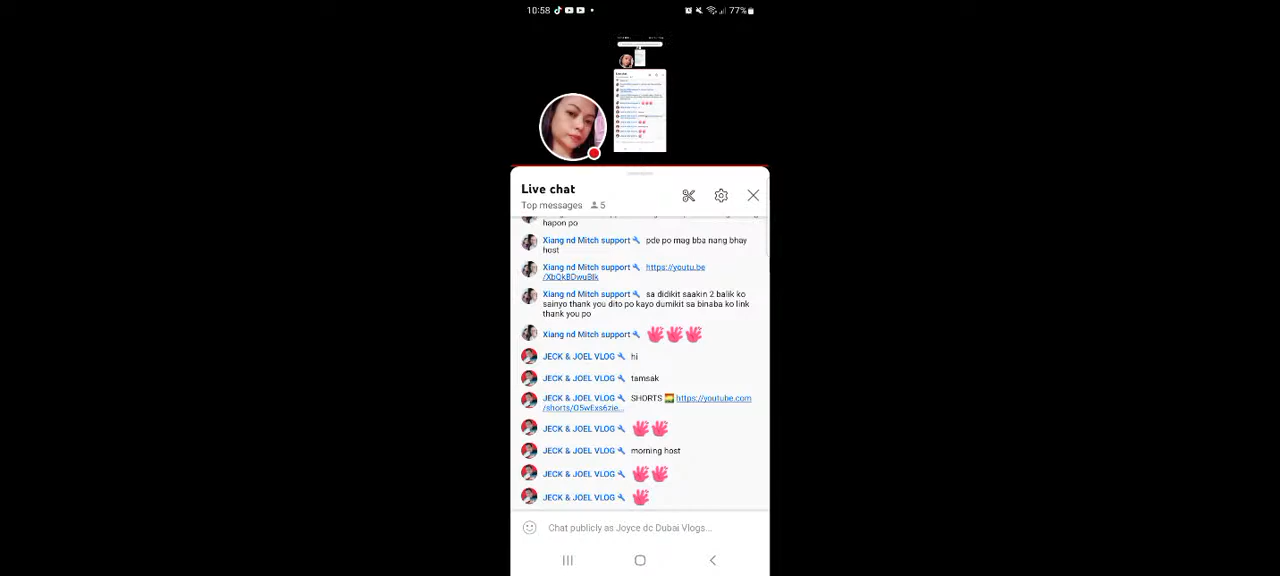 10:58
77%
Live chat
Top messages 5
hapon po
Xiang nd Mitch support pde po mag bba nang bhay
host
Xiang nd Mitch support https://youtu.be
/XbQkBDwuBIk
Xiang nd Mitch support sa didikit saakin 2 balik ko
sainyo thank you dito po kayo dumikit sa binaba ko link
thank you po
Xiang nd Mitch support
JECK & JOEL VLOG hi
JECK & JOEL VLOG tamsak
JECK & JOEL VLOG SHORTS https://youtube.com
/shorts/O5wExs6zie...
JECK & JOEL VLOG
JECK & JOEL VLOG morning host
JECK & JOEL VLOG
JECK & JOEL VLOG
Chat publicly as Joyce dc Dubai Vlogs...